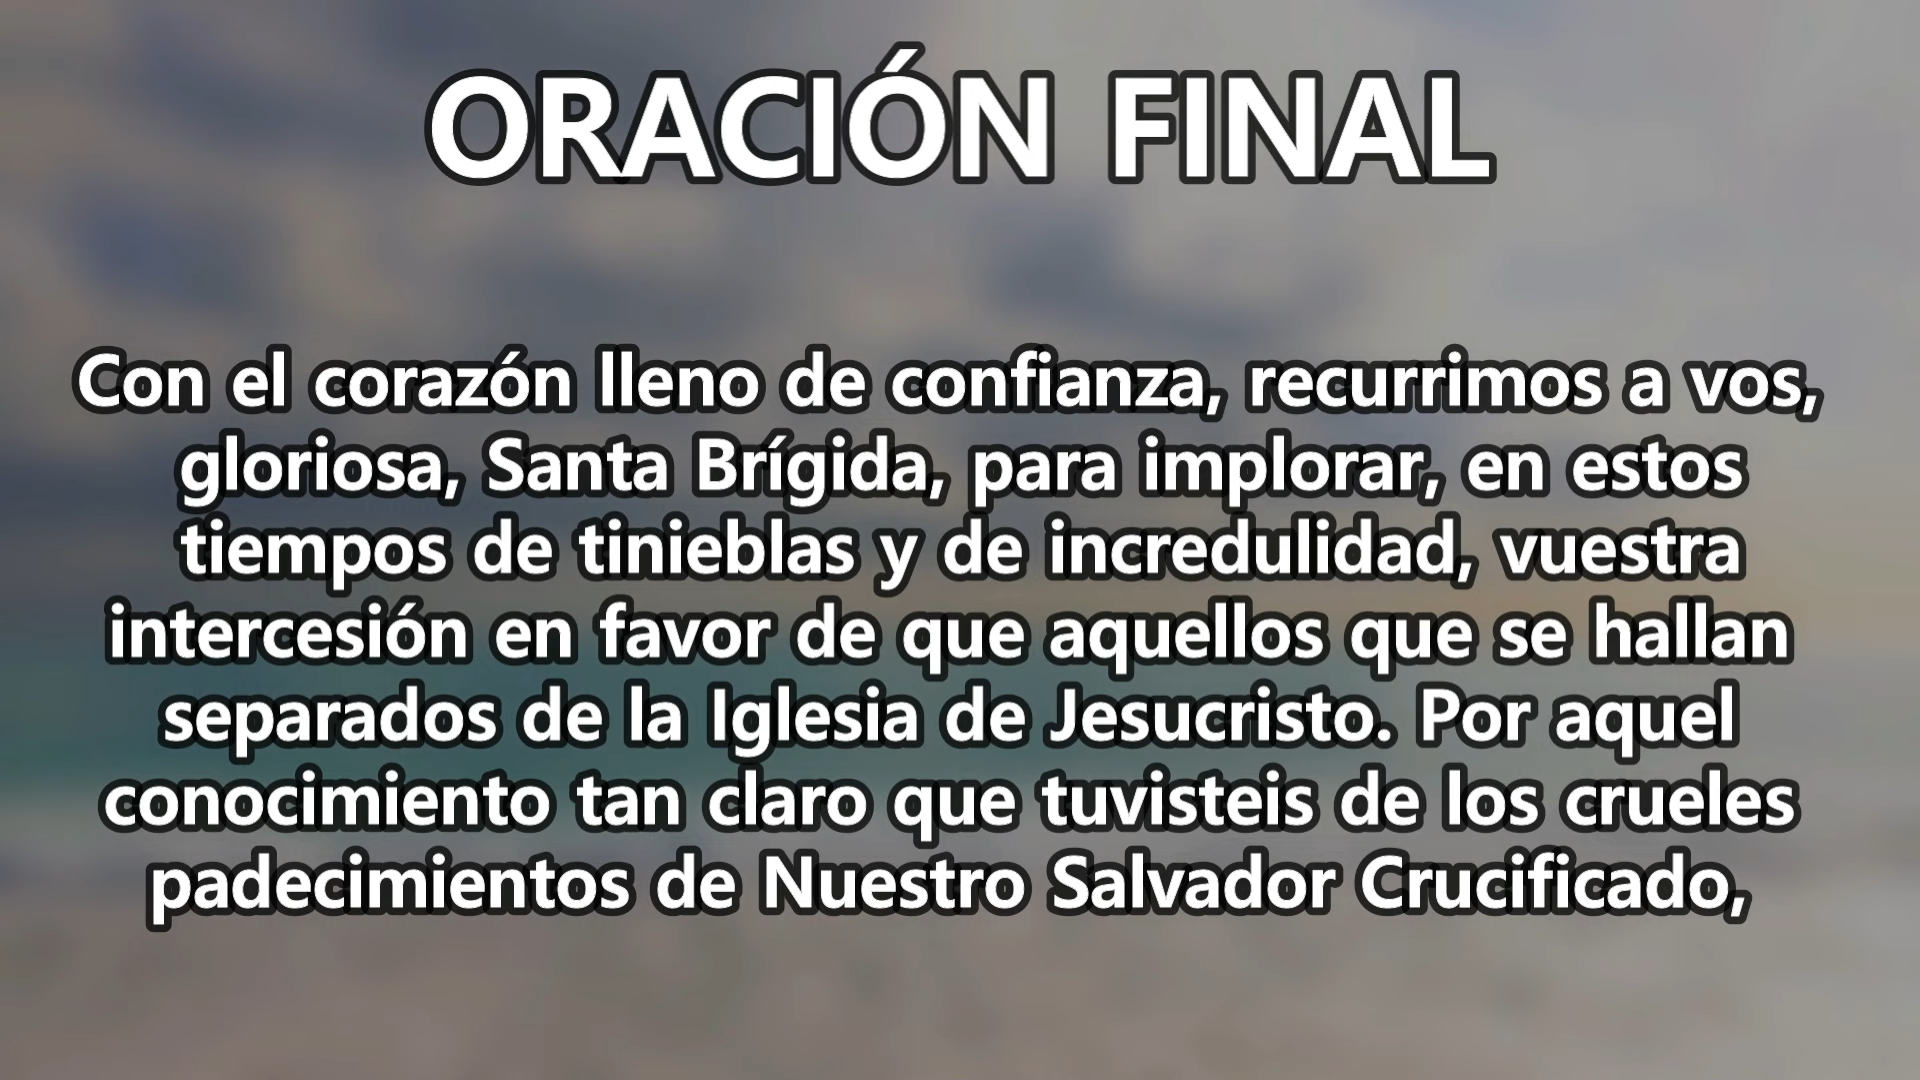 ORACIÓN FINAL
Con el corazón lleno de confianza, recurrimos a vos,
gloriosa, Santa Brígida, para implorar, en estos
tiempos de tinieblas y de incredulidad, vuestra
intercesión en favor de que aquellos que se hallan
separados de la Iglesia de Jesucristo. Por aquel
conocimiento tan claro que tuvisteis de los crueles
padecimientos de Nuestro Salvador Crucificado,